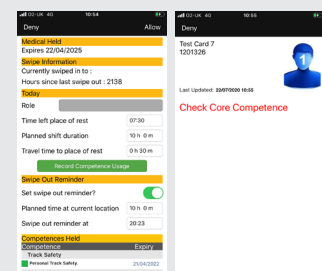 O2-UK 4G 10:54
Deny Allow
Medical Held
Expires 22/04/2025
Swipe Information
Currently swiped in to :
Hours since last swipe out : 2138
Today
Role
Time left place of rest 07:30
Planned shift duration 10 h 0 m
Travel time to place of rest 0 h 30 m
Record Competence Usage
Swipe Out Reminder
Set swipe out reminder?
Planned time at current location 10 h 0 m
Swipe out reminder at 20:23
Competences Held
Competence Expiry
Track Safety
Personal Track Safety. 21/04/2022
O2-UK 4G 10:55
Deny
Test Card 7
1201326
1
Last Updated: 22/07/2020 10:55
Check Core Competence